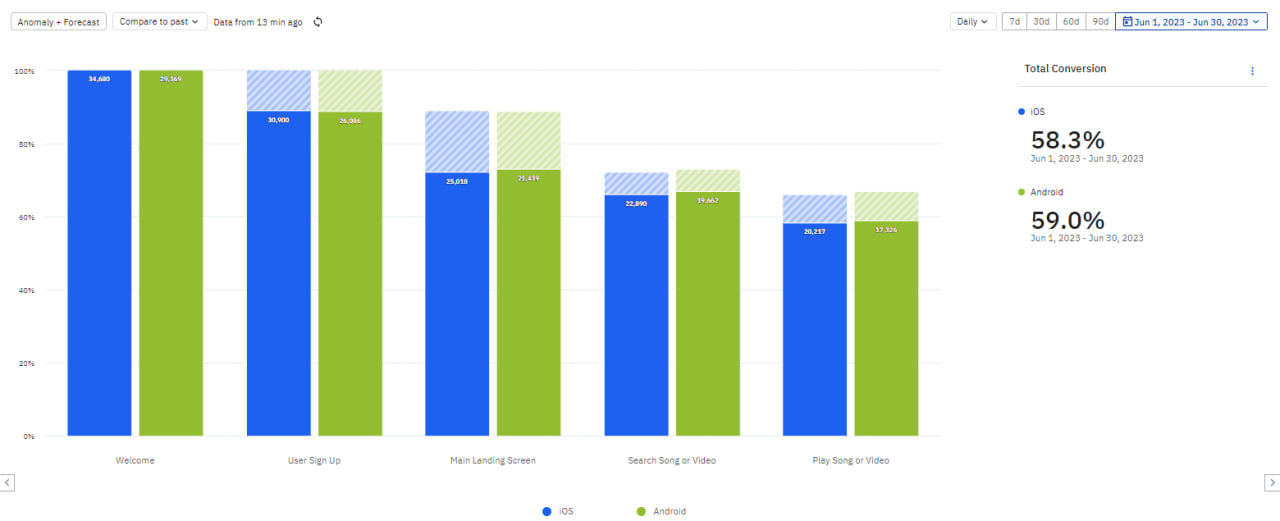 Anomaly + Forecast Compare to past Data from 13 min ago Daily 7d 30d 60d 90d Jun 1, 2023 - Jun 30, 2023
Total Conversion
100%
80%
60%
40%
20%
0%
34,680 29,369
30,900 26,086
25,018 21,439
22,890 19,662
20,217 17,326
iOS
58.3%
Jun 1, 2023 - Jun 30, 2023
Android
59.0%
Jun 1, 2023 - Jun 30, 2023
Welcome User Sign Up Main Landing Screen Search Song or Video Play Song or Video
iOS Android